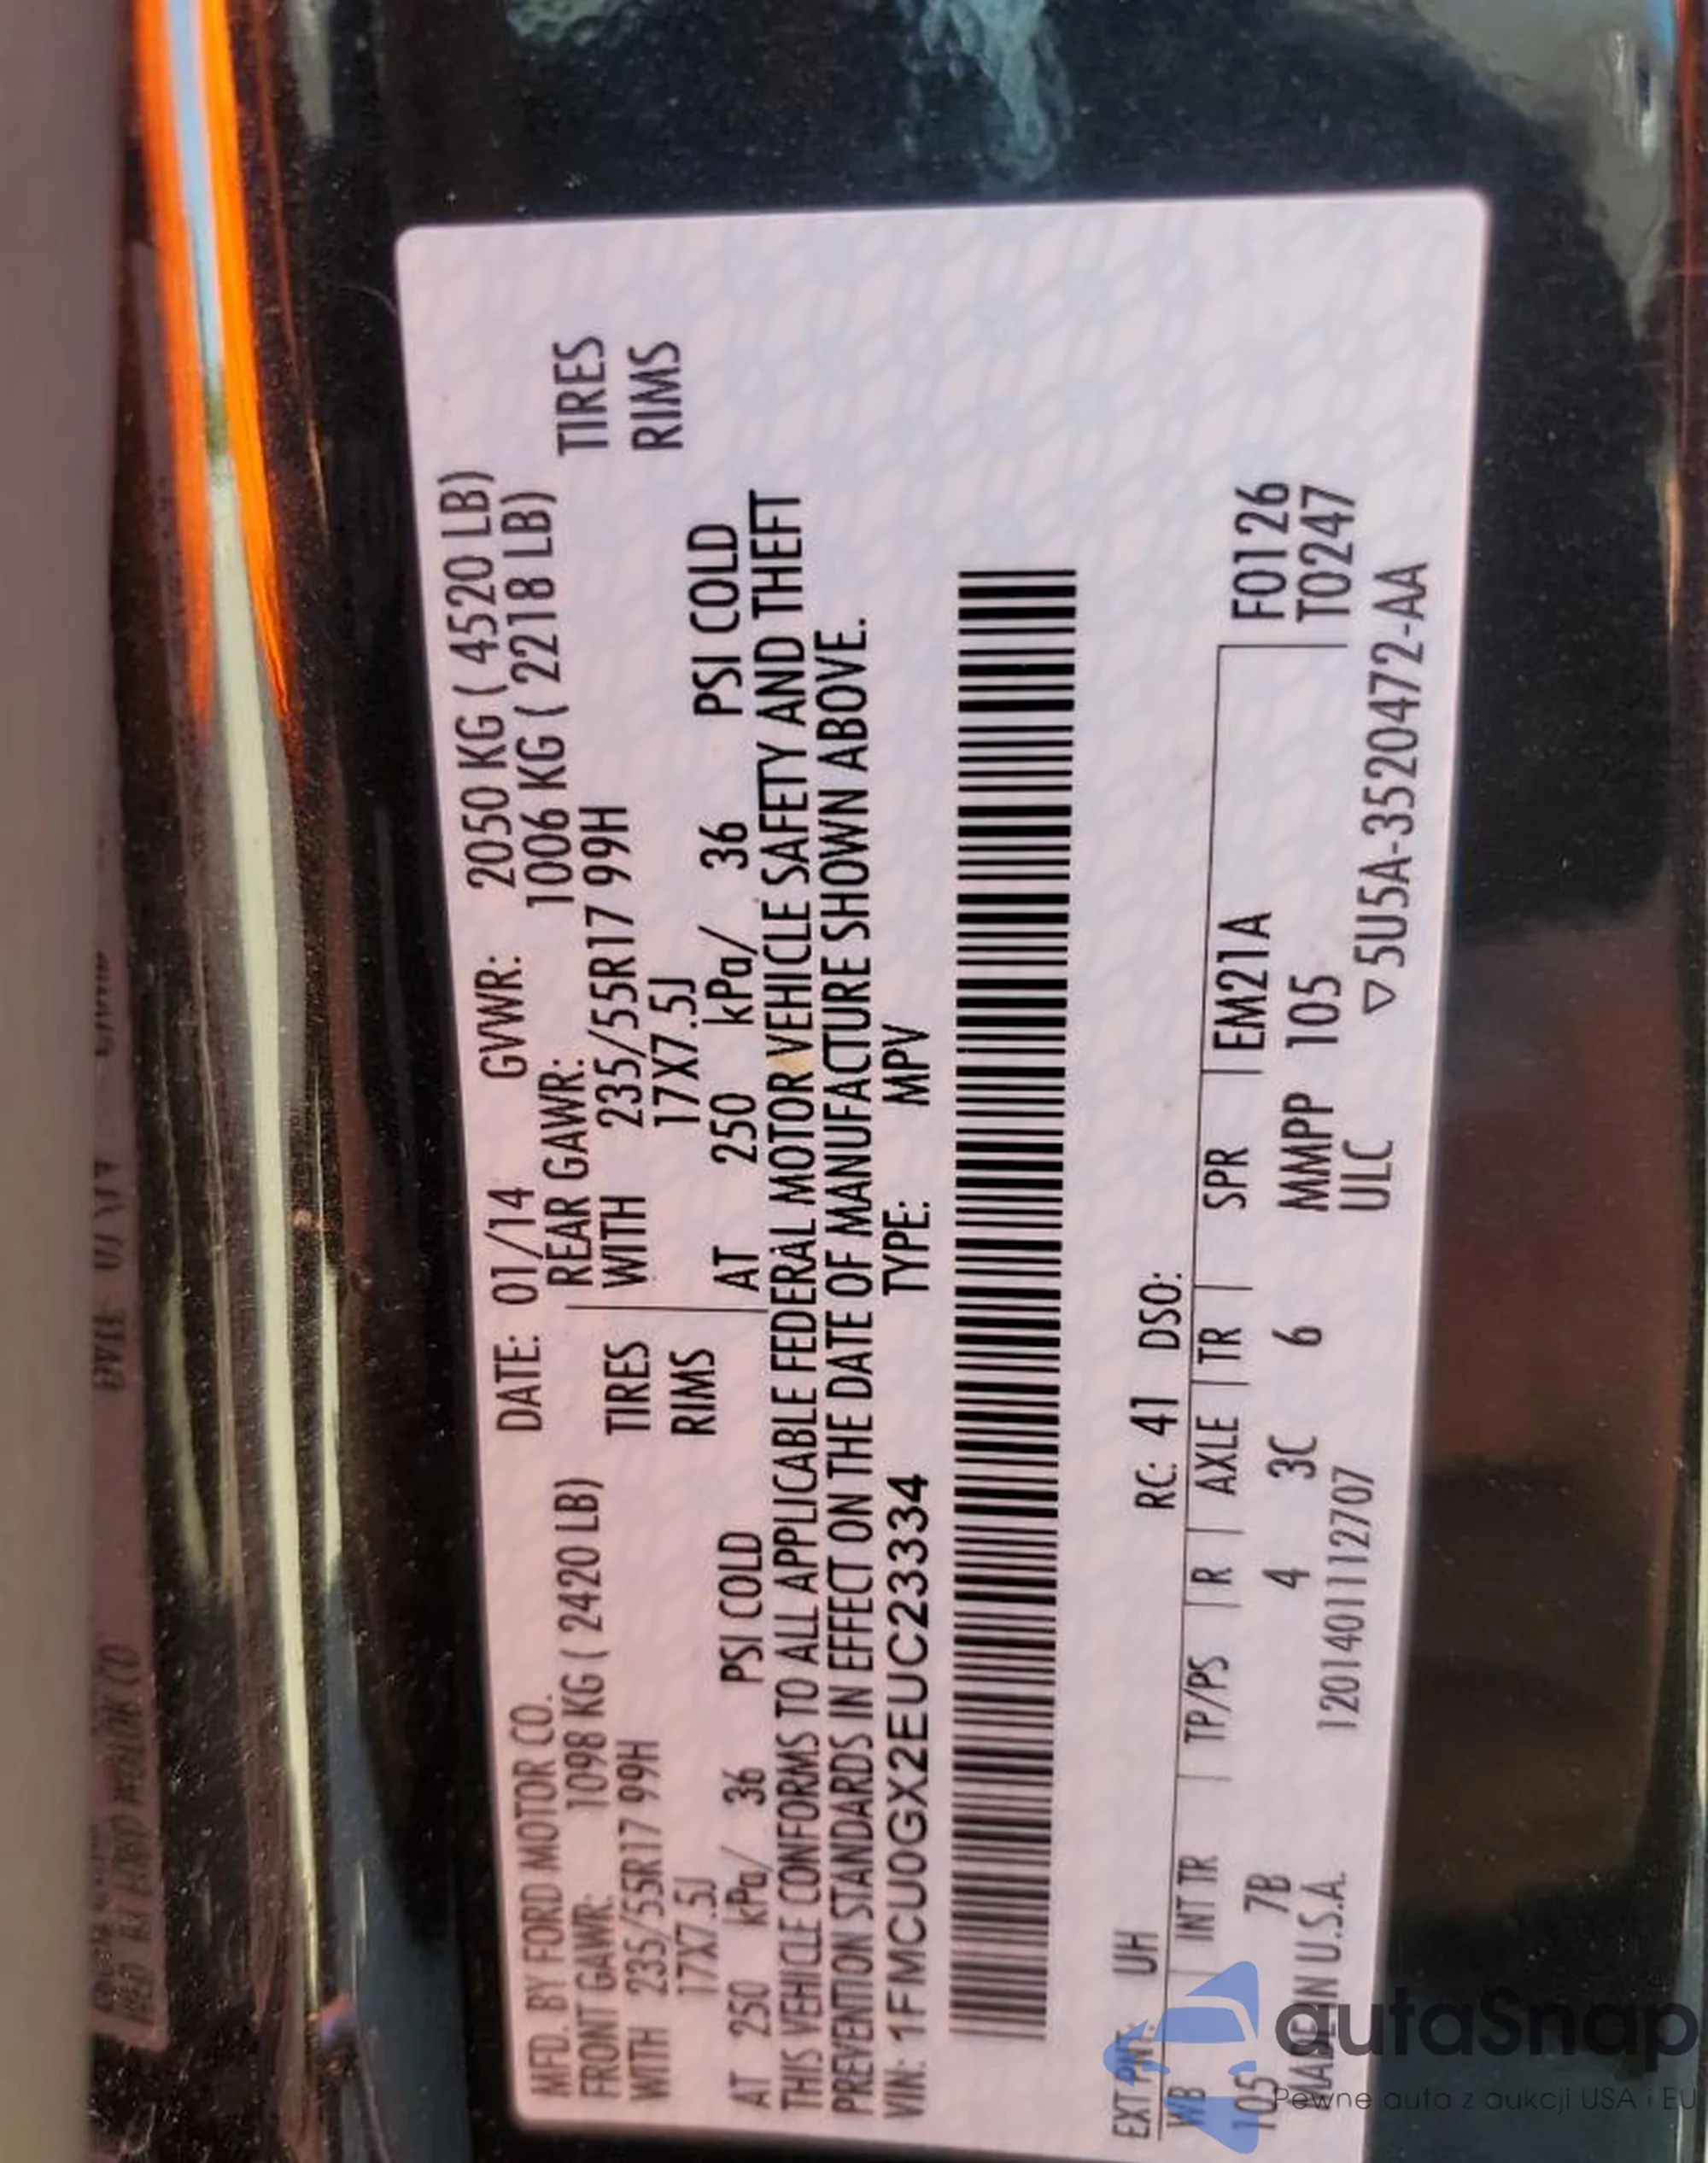 MFD. BY FORD MOTOR CO. DATE: 01/14 GVWR: 2050 KG ( 4520 LB)
FRONT GAWR: 1098 KG ( 2420 LB) REAR GAWR: 1006 KG ( 2218 LB)
WITH 235/55R17 99H TIRES WITH 235/55R17 99H TIRES
17X7.5J RIMS 17X7.5J RIMS
AT 250 kPa/ 36 PSI COLD AT 250 kPa/ 36 PSI COLD
THIS VEHICLE CONFORMS TO ALL APPLICABLE FEDERAL MOTOR VEHICLE SAFETY AND THEFT
PREVENTION STANDARDS IN EFFECT ON THE DATE OF MANUFACTURE SHOWN ABOVE.
VIN: 1FMCU0GX2EUC23334 TYPE: MPV
EXT PNT: UH RC: 41 DSO:
WB INT TR TP/PS R AXLE TR SPR EM21A F0126
105 7B 4 3C 6 MMPP 105 T0247
MADE IN U.S.A. 12014011112707 ULC
▽5U5A-3520472-AA
autaSnap
Pewne auta z aukcji USA i EU